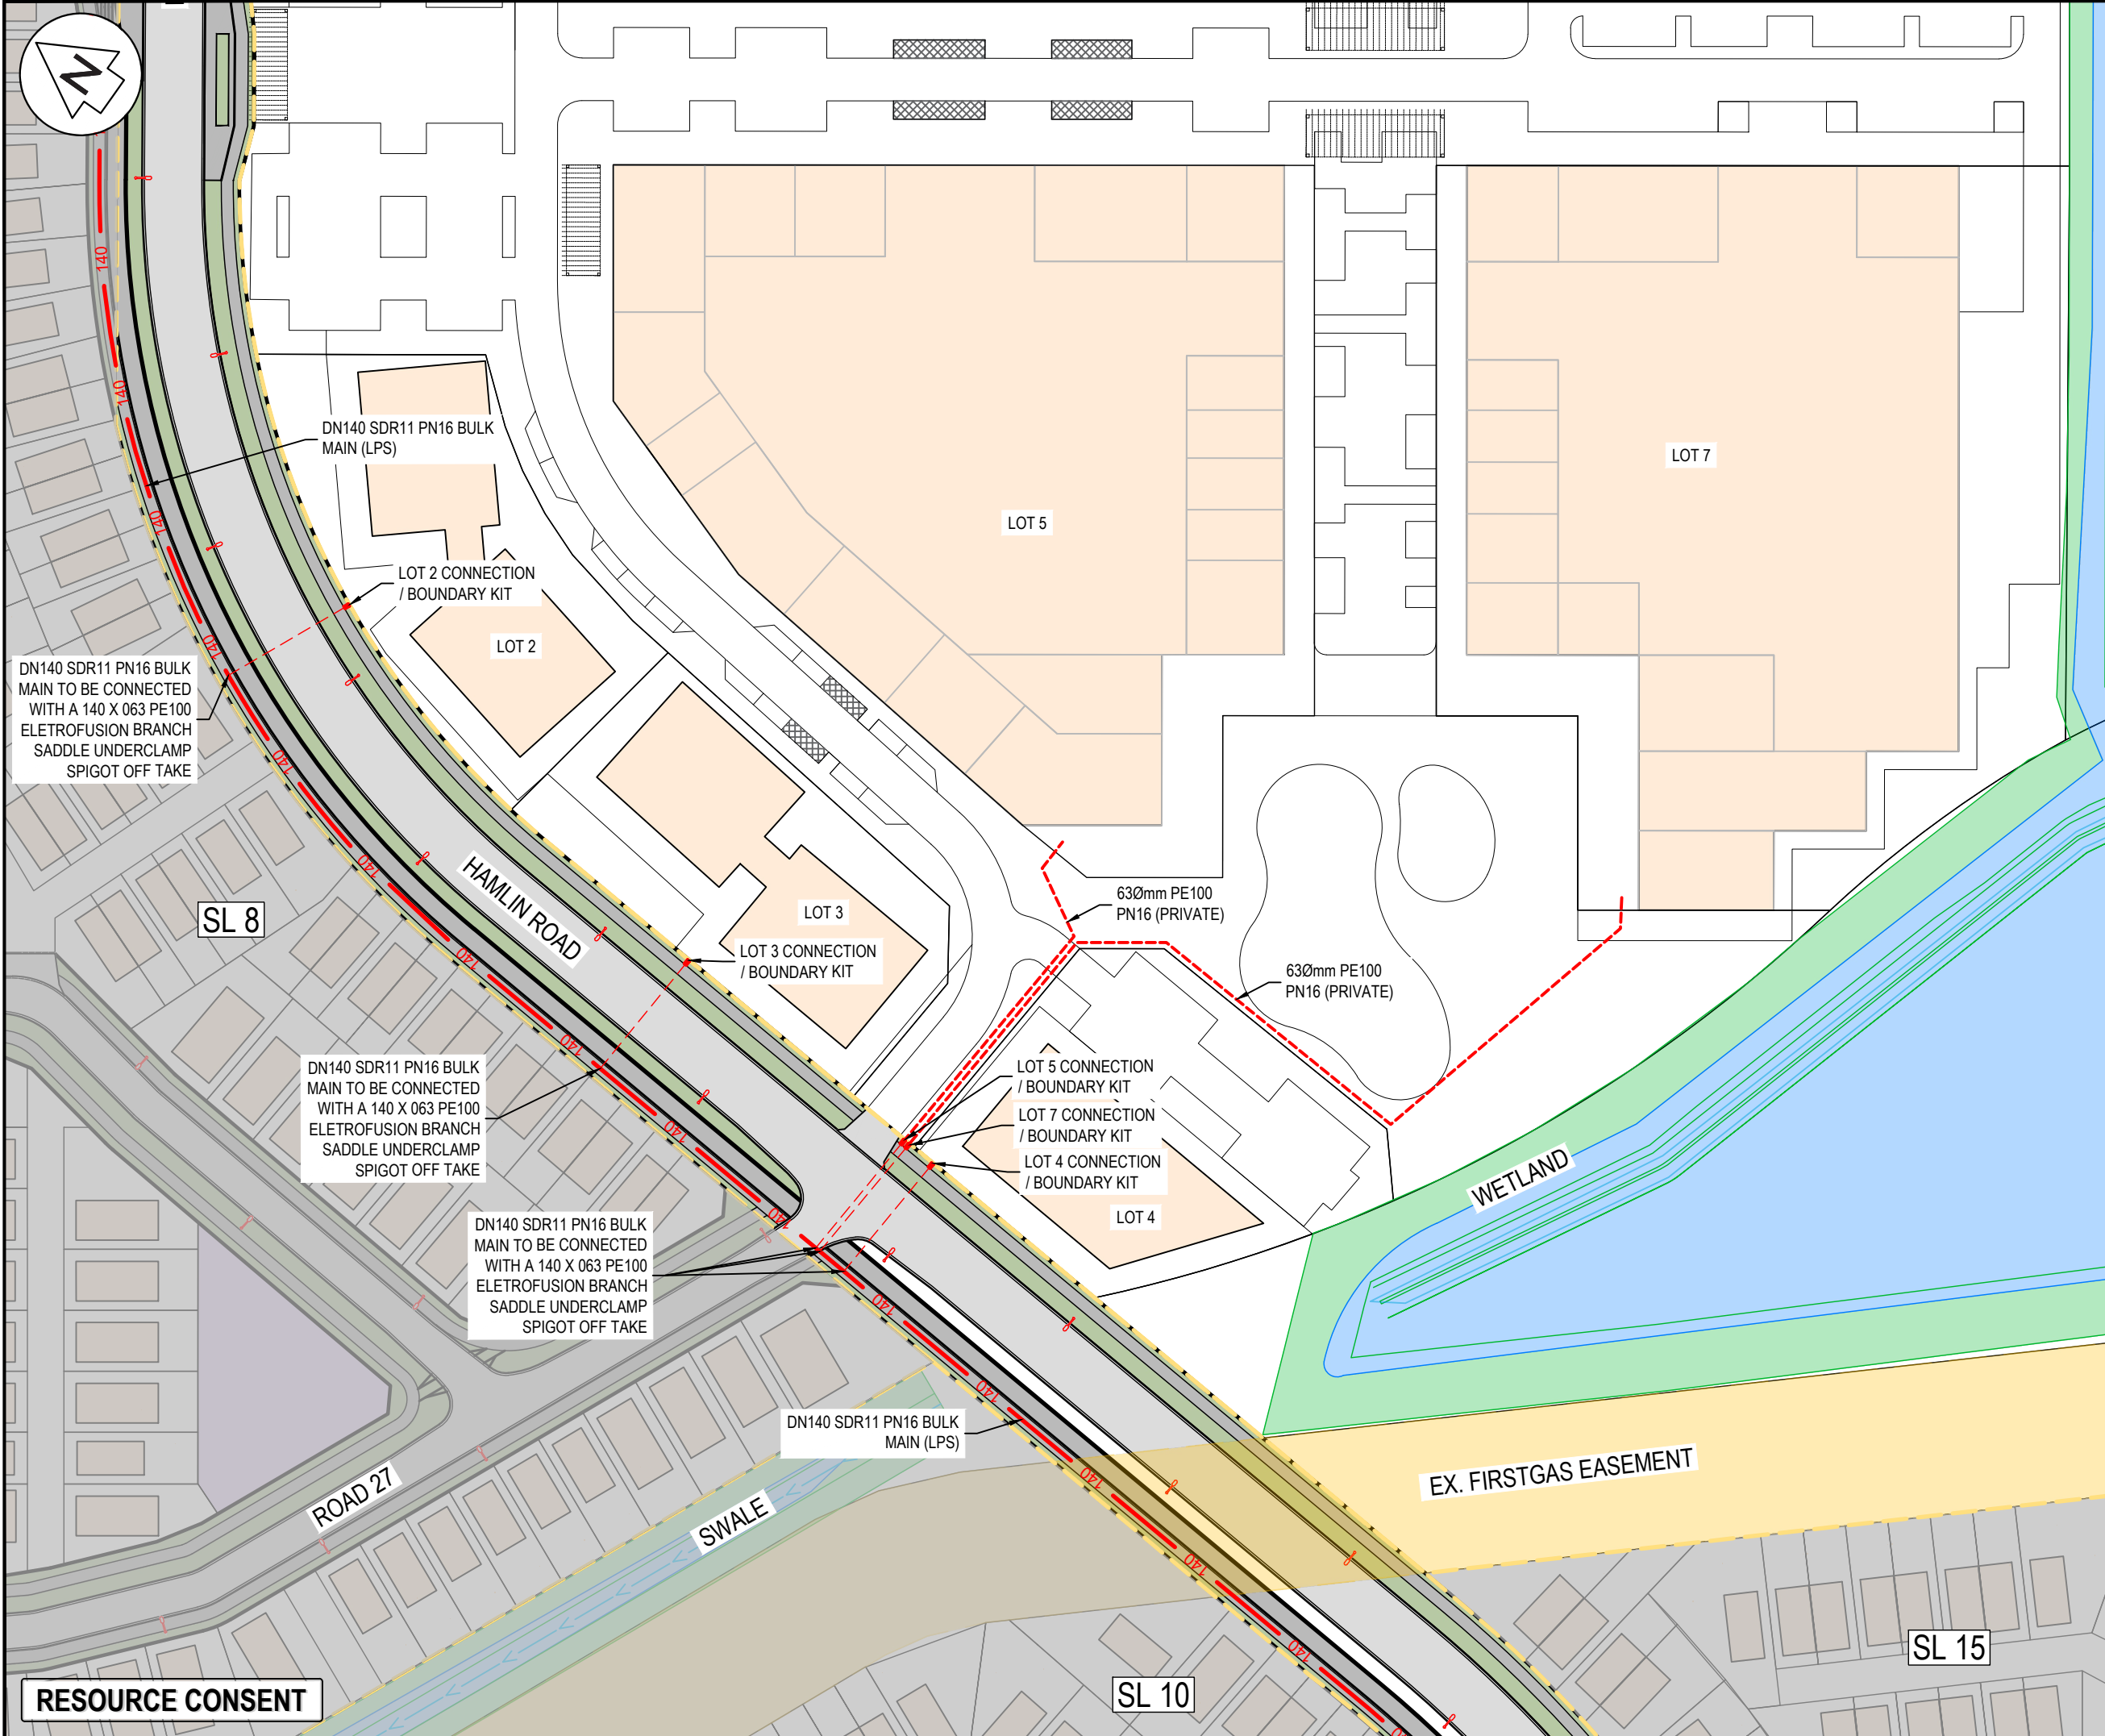 N
140
140
DN140 SDR11 PN16 BULK
MAIN (LPS)
LOT 7
LOT 5
140
LOT 2 CONNECTION
/ BOUNDARY KIT
LOT 2
140
DN140 SDR11 PN16 BULK
MAIN TO BE CONNECTED
WITH A 140 X 063 PE100
ELETROFUSION BRANCH
SADDLE UNDERCLAMP
SPIGOT OFF TAKE
140
140
HAMLIN ROAD
SL 8
LOT 3
63Ømm PE100
PN16 (PRIVATE)
LOT 3 CONNECTION
/ BOUNDARY KIT
63Ømm PE100
PN16 (PRIVATE)
140
140
DN140 SDR11 PN16 BULK
MAIN TO BE CONNECTED
WITH A 140 X 063 PE100
ELETROFUSION BRANCH
SADDLE UNDERCLAMP
SPIGOT OFF TAKE
LOT 5 CONNECTION
/ BOUNDARY KIT
LOT 7 CONNECTION
/ BOUNDARY KIT
LOT 4 CONNECTION
/ BOUNDARY KIT
LOT 4
140
WETLAND
140
DN140 SDR11 PN16 BULK
MAIN TO BE CONNECTED
WITH A 140 X 063 PE100
ELETROFUSION BRANCH
SADDLE UNDERCLAMP
SPIGOT OFF TAKE
140
140
DN140 SDR11 PN16 BULK
MAIN (LPS)
140
EX. FIRSTGAS EASEMENT
ROAD 27
SWALE
140
140
SL 15
SL 10
RESOURCE CONSENT